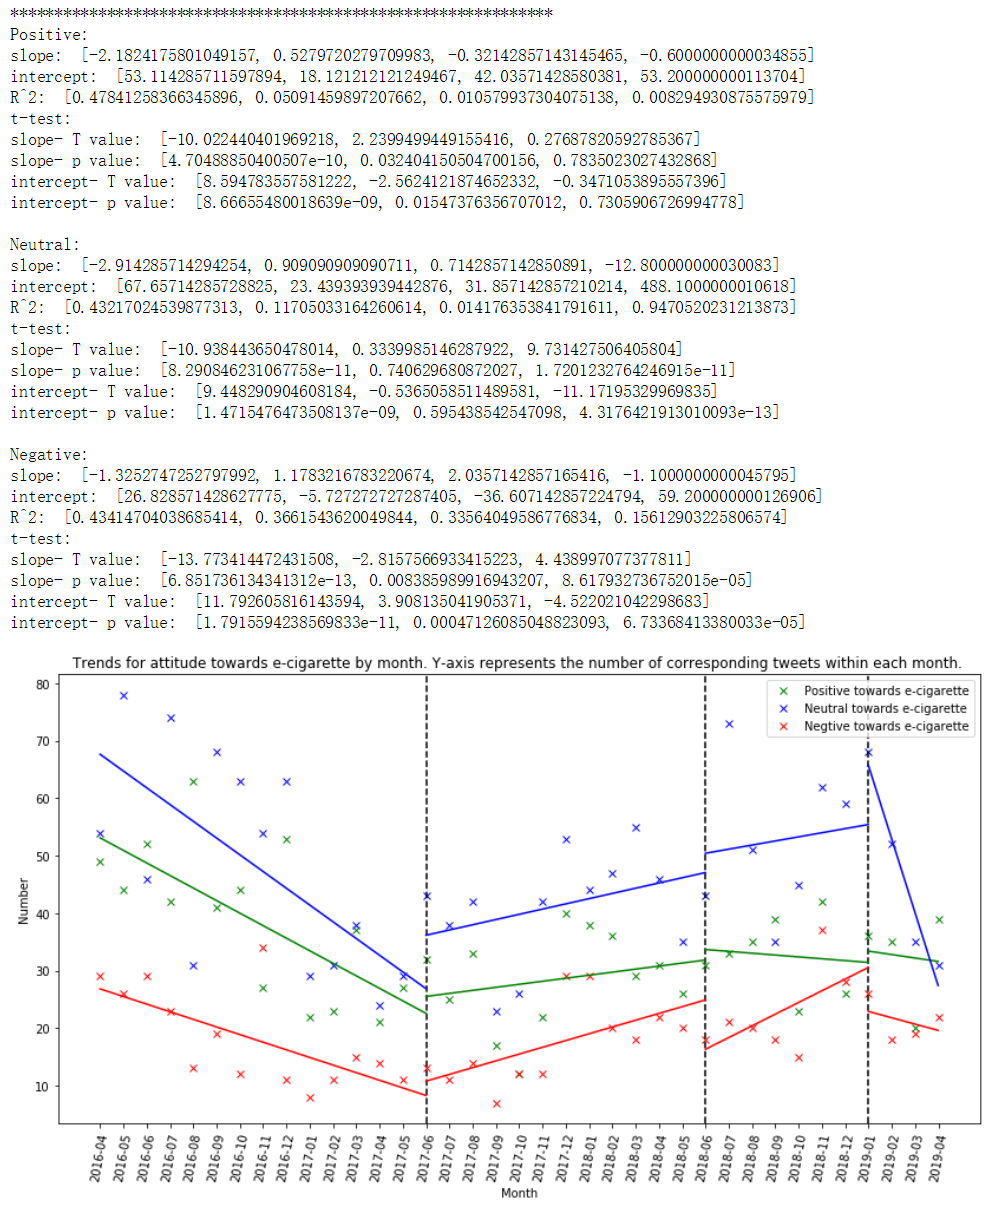 **************************************************************
Positive:
slope:  [-2.1824175801049157, 0.5279720279709983, -0.32142857143145465, -0.6000000000034855]
intercept:  [53.114285711597894, 18.121212121249467, 42.03571428580381, 53.200000000113704]
R^2:  [0.47841258366345896, 0.05091459897207662, 0.010579937304075138, 0.008294930875575979]
t-test:
slope- T value:  [-10.022440401969218, 2.2399499449155416, 0.27687820592785367]
slope- p value:  [4.70488850400507e-10, 0.032404150504700156, 0.7835023027432868]
intercept- T value:  [8.594783557581222, -2.5624121874652332, -0.3471053895557396]
intercept- p value:  [8.66655480018639e-09, 0.01547376356707012, 0.7305906726994778]
Neutral:
slope:  [-2.914285714294254, 0.909090909090711, 0.7142857142850891, -12.800000000030083]
intercept:  [67.65714285728825, 23.439393939442876, 31.857142857210214, 488.1000000010618]
R^2:  [0.43217024539877313, 0.11705033164260614, 0.014176353841791611, 0.9470520231213873]
t-test:
slope- T value:  [-10.938443650478014, 0.3339985146287922, 9.731427506405804]
slope- p value:  [8.290846231067758e-11, 0.740629680872027, 1.7201232764246915e-11]
intercept- T value:  [9.448290904608184, -0.5365058511489581, -11.17195329969835]
intercept- p value:  [1.4715476473508137e-09, 0.595438542547098, 4.3176421913010093e-13]
Negative:
slope:  [-1.3252747252797992, 1.1783216783220674, 2.0357142857165416, -1.1000000000045795]
intercept:  [26.828571428627775, -5.727272727287405, -36.607142857224794, 59.200000000126906]
R^2:  [0.43414704038685414, 0.3661543620049844, 0.33564049586776834, 0.15612903225806574]
t-test:
slope- T value:  [-13.773414472431508, -2.8157566933415223, 4.438997077377811]
slope- p value:  [6.851736134341312e-13, 0.008385989916943207, 8.617932736752015e-05]
intercept- T value:  [11.792605816143594, 3.908135041905371, -4.522021042298683]
intercept- p value:  [1.7915594238569833e-11, 0.00047126085048823093, 6.73368413380033e-05]
Trends for attitude towards e-cigarette by month. Y-axis represents the number of corresponding tweets within each month.
Positive towards e-cigarette
Neutral towards e-cigarette
Negtive towards e-cigarette
80
70
60
50
40
30
20
10
Number
2016-04
2016-05
2016-06
2016-07
2016-08
2016-09
2016-10
2016-11
2016-12
2017-01
2017-02
2017-03
2017-04
2017-05
2017-06
2017-07
2017-08
2017-09
2017-10
2017-11
2017-12
2018-01
2018-02
2018-03
2018-04
2018-05
2018-06
2018-07
2018-08
2018-09
2018-10
2018-11
2018-12
2019-01
2019-02
2019-03
2019-04
Month